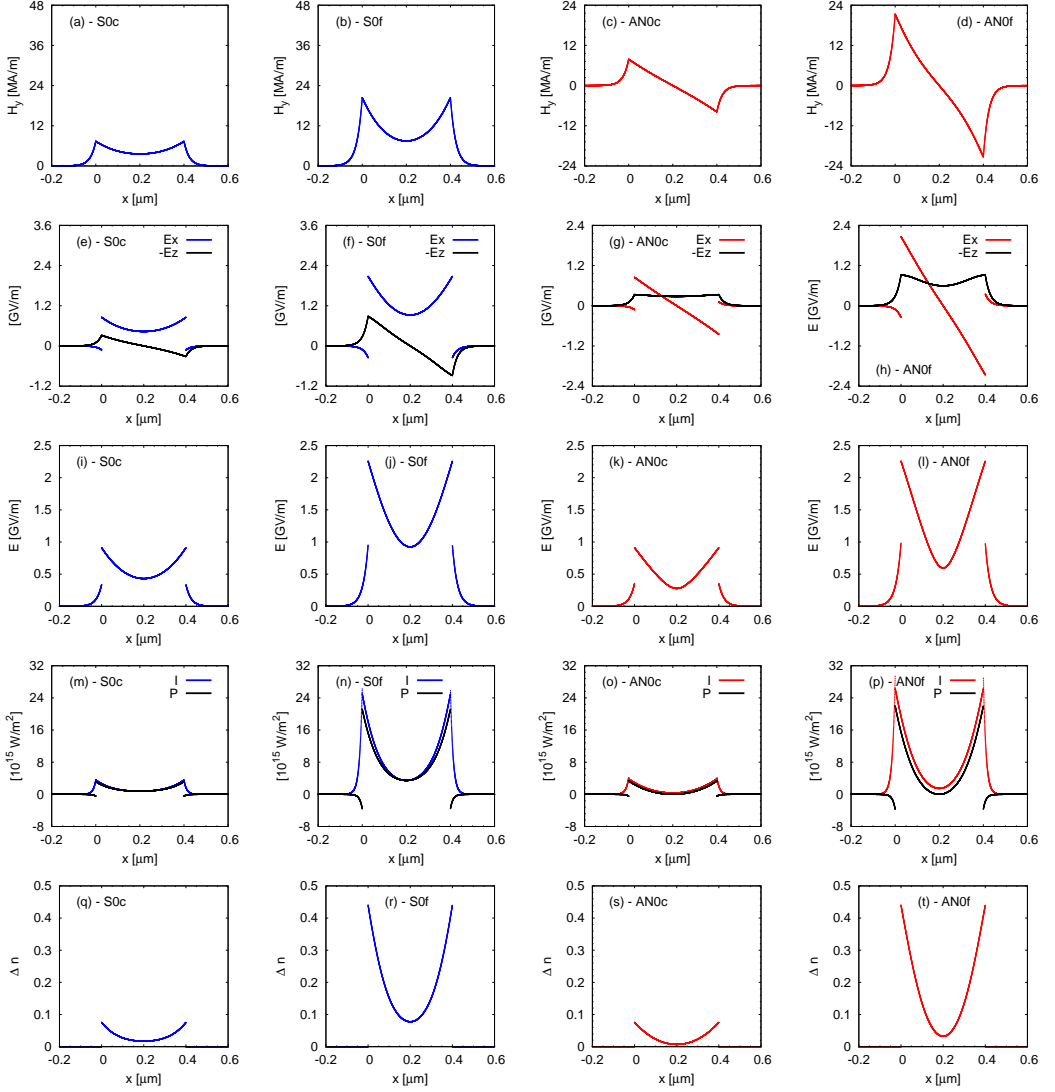 (a) - S0c
H_y [MA/m]
48
36
24
12
0
-0.2 0 0.2 0.4 0.6
x [μm]
(b) - S0f
H_y [MA/m]
48
36
24
12
0
-0.2 0 0.2 0.4 0.6
x [μm]
(c) - AN0c
H_y [MA/m]
24
12
0
-12
-24
-0.2 0 0.2 0.4 0.6
x [μm]
(d) - AN0f
H_y [MA/m]
24
12
0
-12
-24
-0.2 0 0.2 0.4 0.6
x [μm]
(e) - S0c
Ex
-Ez
[GV/m]
3.6
2.4
1.2
0
-1.2
-0.2 0 0.2 0.4 0.6
x [μm]
(f) - S0f
Ex
-Ez
[GV/m]
3.6
2.4
1.2
0
-1.2
-0.2 0 0.2 0.4 0.6
x [μm]
(g) - AN0c
Ex
-Ez
[GV/m]
2.4
1.2
0
-1.2
-2.4
-0.2 0 0.2 0.4 0.6
x [μm]
Ex
-Ez
E [GV/m]
2.4
1.2
0
-1.2
-2.4
(h) - AN0f
-0.2 0 0.2 0.4 0.6
x [μm]
(i) - S0c
E [GV/m]
2.5
2
1.5
1
0.5
0
-0.2 0 0.2 0.4 0.6
x [μm]
(j) - S0f
E [GV/m]
2.5
2
1.5
1
0.5
0
-0.2 0 0.2 0.4 0.6
x [μm]
(k) - AN0c
E [GV/m]
2.5
2
1.5
1
0.5
0
-0.2 0 0.2 0.4 0.6
x [μm]
(l) - AN0f
E [GV/m]
2.5
2
1.5
1
0.5
0
-0.2 0 0.2 0.4 0.6
x [μm]
(m) - S0c
I
P
[10^15 W/m^2]
32
24
16
8
0
-8
-0.2 0 0.2 0.4 0.6
x [μm]
(n) - S0f
I
P
[10^15 W/m^2]
32
24
16
8
0
-8
-0.2 0 0.2 0.4 0.6
x [μm]
(o) - AN0c
I
P
[10^15 W/m^2]
32
24
16
8
0
-8
-0.2 0 0.2 0.4 0.6
x [μm]
(p) - AN0f
I
P
[10^15 W/m^2]
32
24
16
8
0
-8
-0.2 0 0.2 0.4 0.6
x [μm]
(q) - S0c
Δ n
0.5
0.4
0.3
0.2
0.1
0
-0.2 0 0.2 0.4 0.6
x [μm]
(r) - S0f
Δ n
0.5
0.4
0.3
0.2
0.1
0
-0.2 0 0.2 0.4 0.6
x [μm]
(s) - AN0c
Δ n
0.5
0.4
0.3
0.2
0.1
0
-0.2 0 0.2 0.4 0.6
x [μm]
(t) - AN0f
Δ n
0.5
0.4
0.3
0.2
0.1
0
-0.2 0 0.2 0.4 0.6
x [μm]